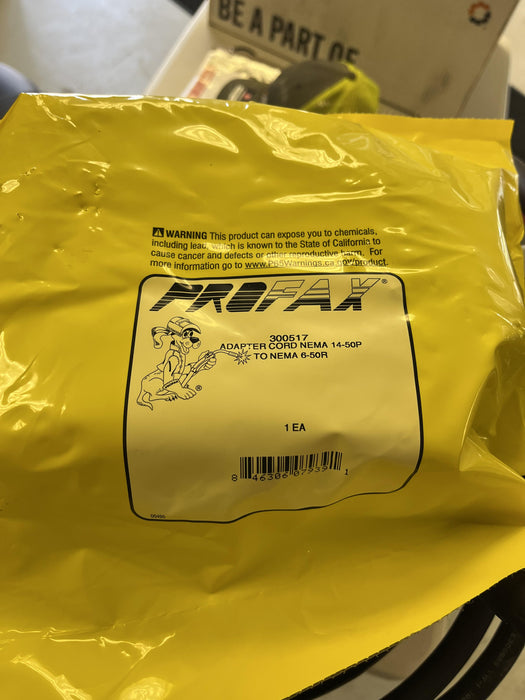 BE A PART OF
WARNING This product can expose you to chemicals,
including lead, which is known to the State of California to
cause cancer and defects or other reproductive harm. For
more information go to www.P65Warnings.ca.gov/product.
PROFAX®
300517
ADAPTER CORD NEMA 14-50P
TO NEMA 6-50R
®
1 EA
8 46306 07939 1